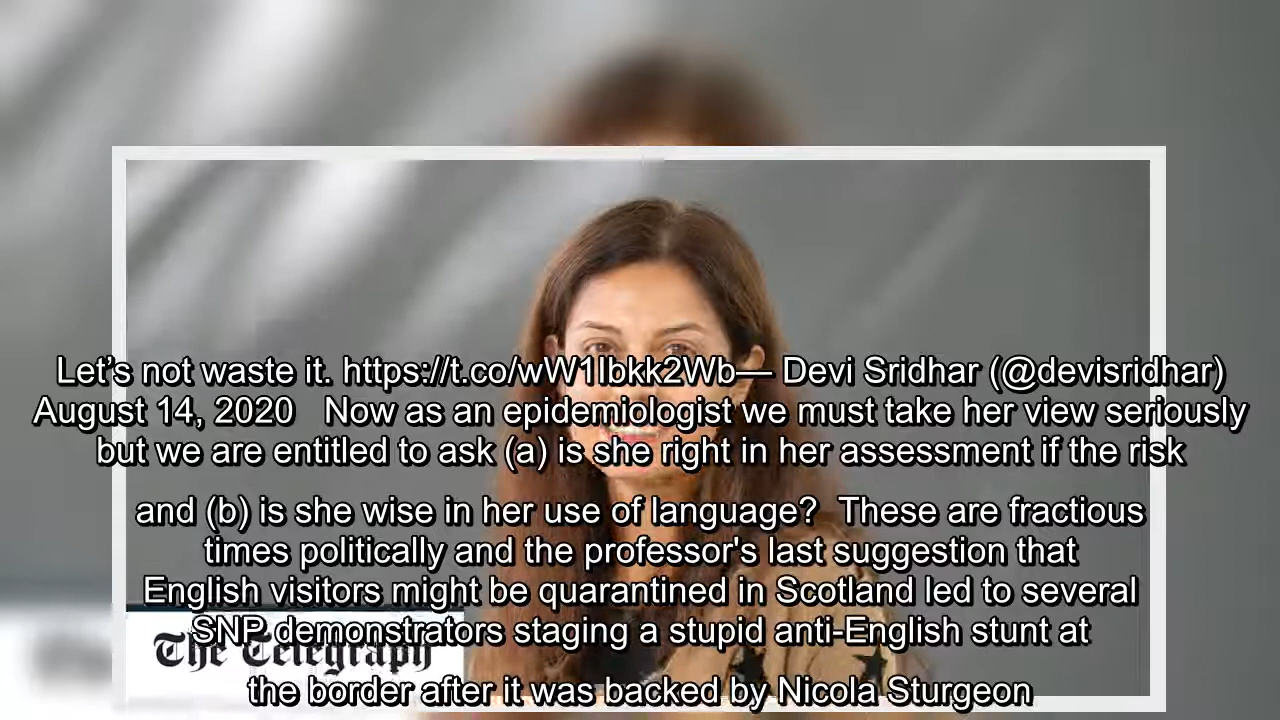 Let's not waste it. https://t.co/wW1Ibkk2Wb— Devi Sridhar (@devisridhar)
August 14, 2020 Now as an epidemiologist we must take her view seriously
but we are entitled to ask (a) is she right in her assessment if the risk
and (b) is she wise in her use of language? These are fractious
times politically and the professor's last suggestion that
English visitors might be quarantined in Scotland led to several
SNP demonstrators staging a stupid anti-English stunt at
The Telegraph
the border after it was backed by Nicola Sturgeon